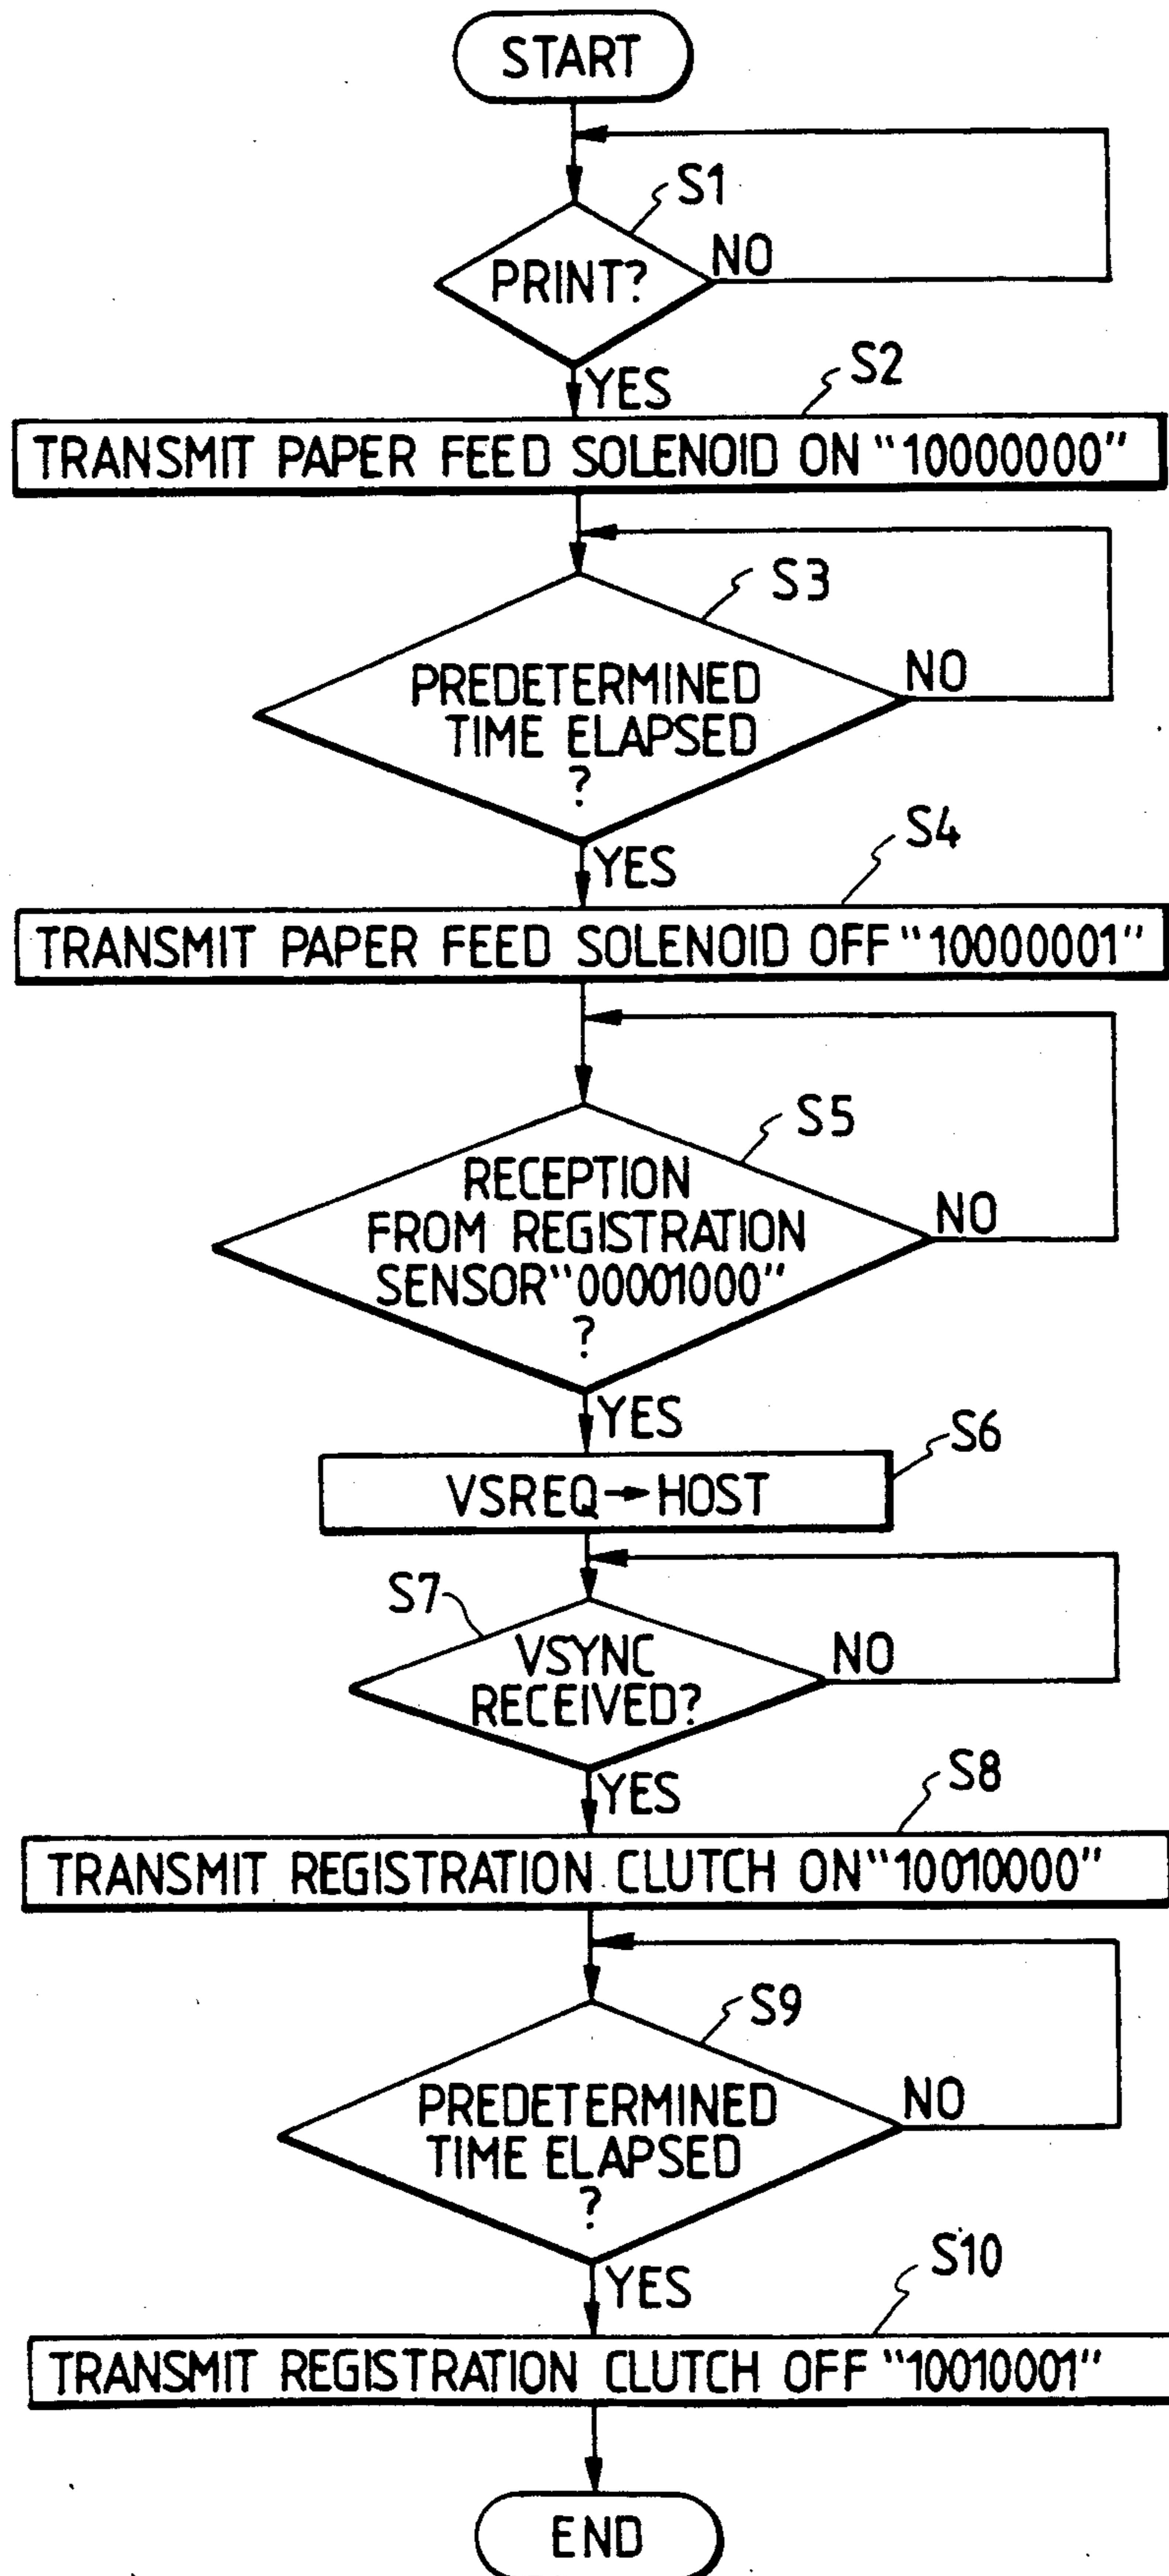 START
S1
PRINT?
NO
YES
S2
TRANSMIT PAPER FEED SOLENOID ON "10000000"
S3
PREDETERMINED
TIME ELAPSED
?
NO
YES
S4
TRANSMIT PAPER FEED SOLENOID OFF "10000001"
S5
RECEPTION
FROM REGISTRATION
SENSOR "00001000"
?
NO
YES
S6
VSREQ→HOST
S7
VSYNC
RECEIVED?
NO
YES
S8
TRANSMIT REGISTRATION CLUTCH ON "10010000"
S9
PREDETERMINED
TIME ELAPSED
?
NO
YES
S10
TRANSMIT REGISTRATION CLUTCH OFF "10010001"
END